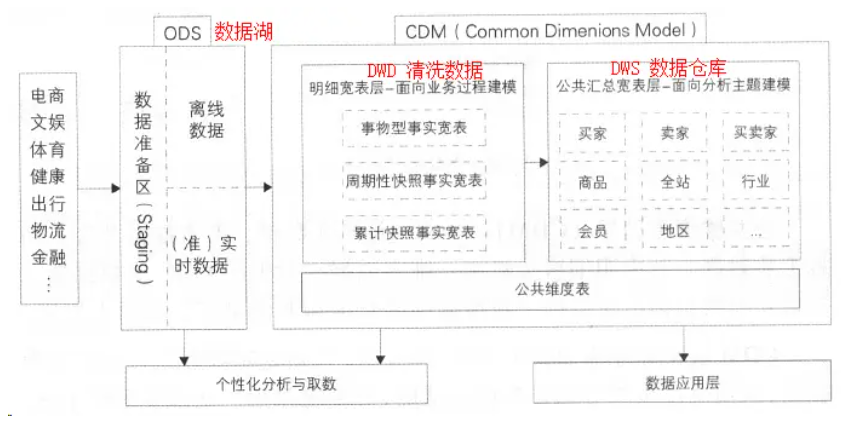 ODS 数据湖
CDM（Common Dimenions Model）
电商
文娱
体育
健康
出行
物流
金融
⋮
数据准备区(Staging)
离线
数据
（准）实
时数据
DWD 清洗数据
明细宽表层-面向业务过程建模
事物型事实宽表
周期性快照事实宽表
累计快照事实宽表
DWS 数据仓库
公共汇总宽表层-面向分析主题建模
买家 卖家 买卖家
商品 全站 行业
会员 地区 ...
公共维度表
个性化分析与取数
数据应用层